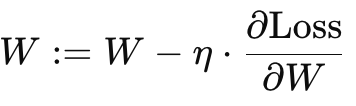 W := W − η · ∂Loss/∂W